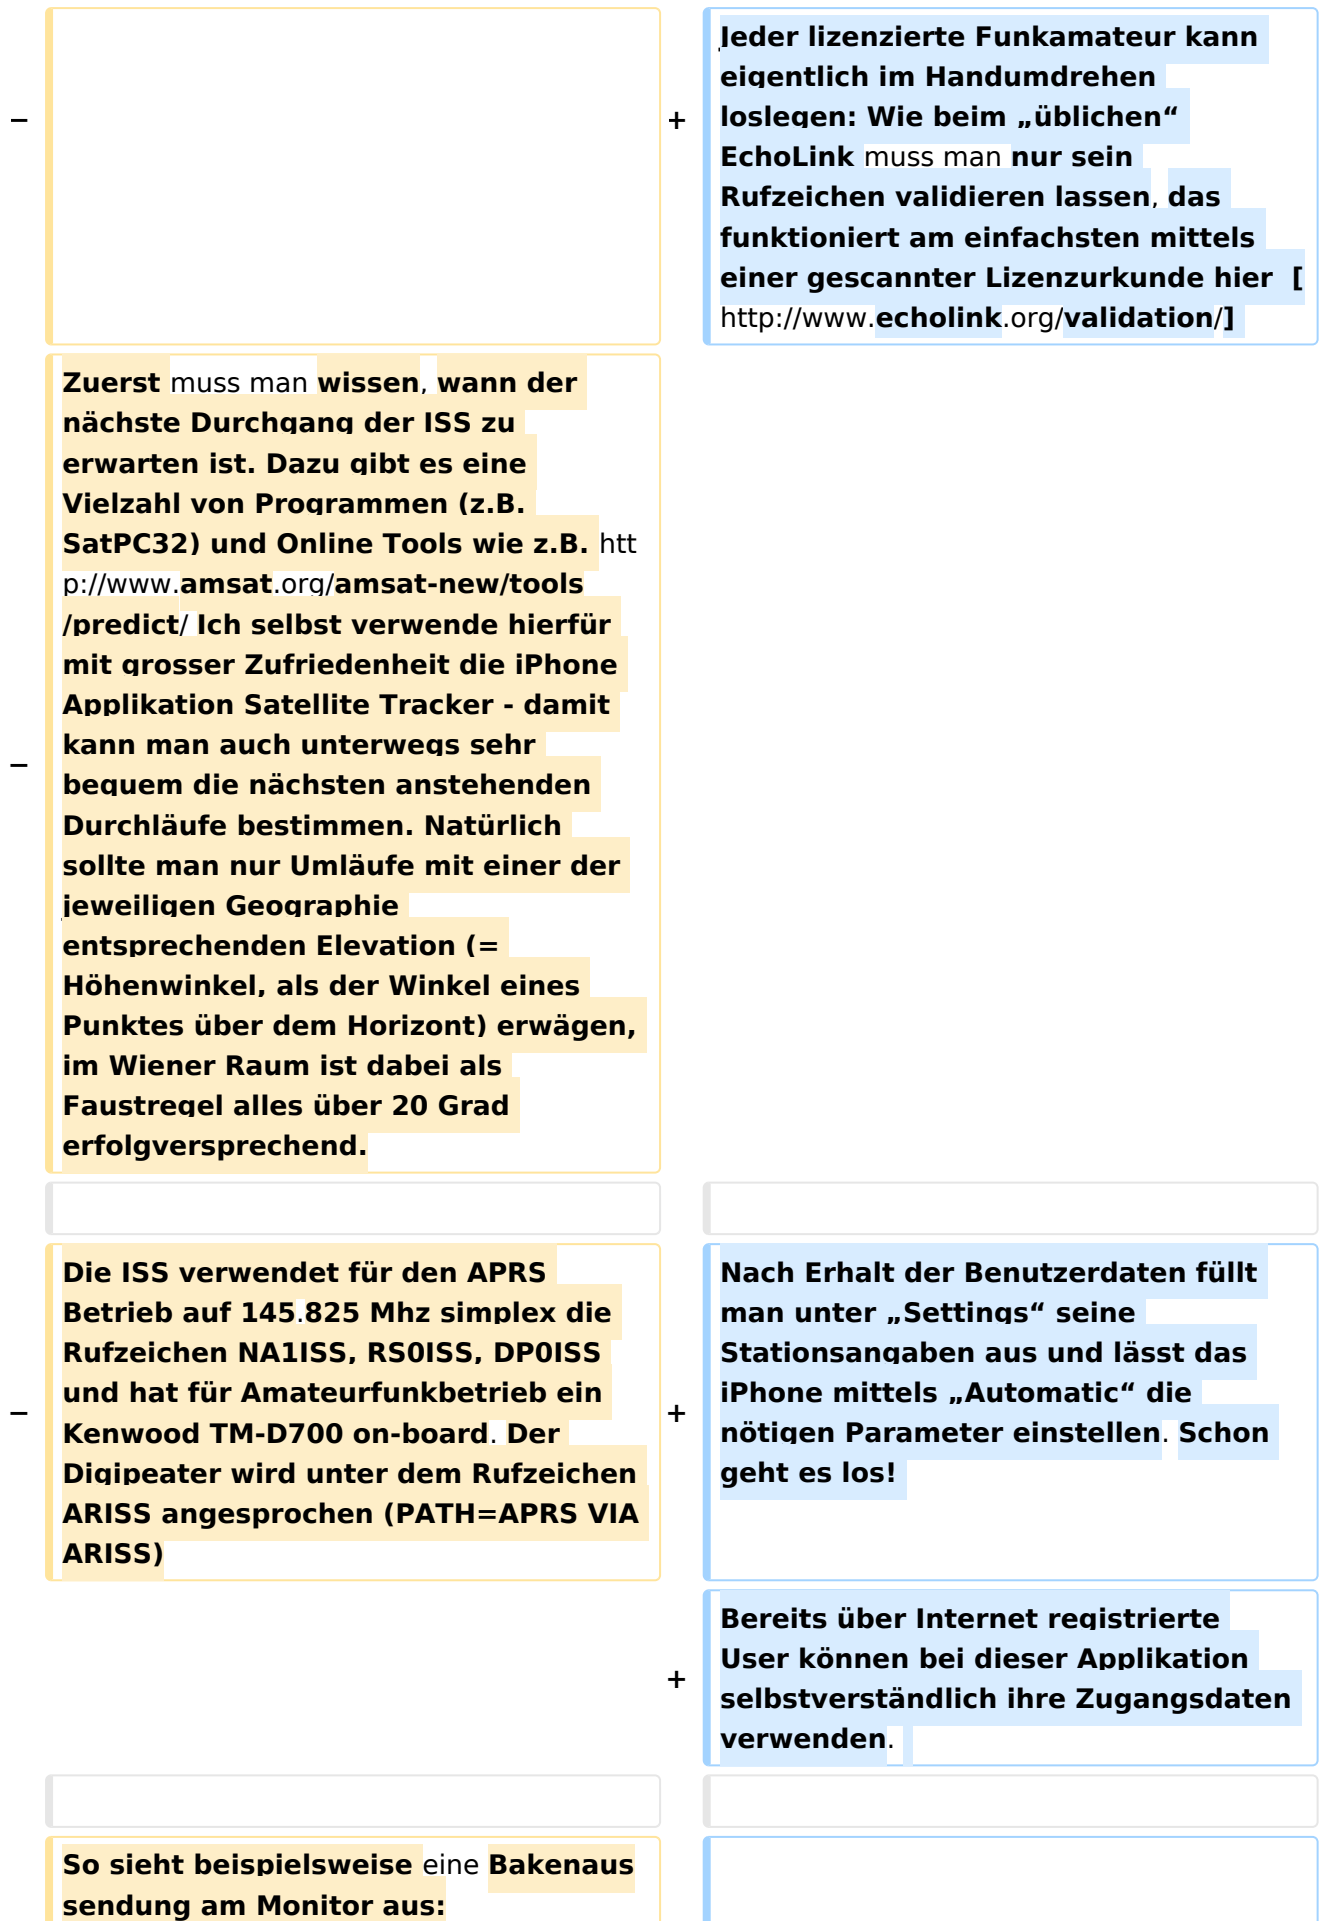 Jeder lizenzierte Funkamateur kann
eigentlich im Handumdrehen
− + loslegen: Wie beim „üblichen“
EchoLink muss man nur sein
Rufzeichen validieren lassen, das
funktioniert am einfachsten mittels
einer gescannter Lizenzurkunde hier [
http://www.echolink.org/validation/]
Zuerst muss man wissen, wann der
nächste Durchgang der ISS zu
erwarten ist. Dazu gibt es eine
Vielzahl von Programmen (z.B.
SatPC32) und Online Tools wie z.B. htt
p://www.amsat.org/amsat-new/tools
/predict/ Ich selbst verwende hierfür
mit grosser Zufriedenheit die iPhone
Applikation Satellite Tracker - damit
kann man auch unterwegs sehr
− bequem die nächsten anstehenden
Durchläufe bestimmen. Natürlich
sollte man nur Umläufe mit einer der
jeweiligen Geographie
entsprechenden Elevation (=
Höhenwinkel, als der Winkel eines
Punktes über dem Horizont) erwägen,
im Wiener Raum ist dabei als
Faustregel alles über 20 Grad
erfolgversprechend.
Die ISS verwendet für den APRS
Betrieb auf 145.825 Mhz simplex die
Rufzeichen NA1ISS, RS0ISS, DP0ISS
und hat für Amateurfunkbetrieb ein
− Kenwood TM-D700 on-board. Der
Digipeater wird unter dem Rufzeichen
ARISS angesprochen (PATH=APRS VIA
ARISS)
Nach Erhalt der Benutzerdaten füllt
man unter „Settings“ seine
Stationsangaben aus und lässt das
iPhone mittels „Automatic“ die
+ nötigen Parameter einstellen. Schon
geht es los!
Bereits über Internet registrierte
User können bei dieser Applikation
+ selbstverständlich ihre Zugangsdaten
verwenden.
So sieht beispielsweise eine Bakenaus
sendung am Monitor aus: